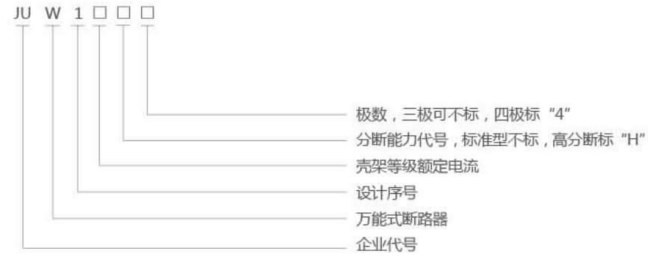 JU W 1 □ □ □
极数，三极可不标，四极标“4”
分断能力代号，标准型不标，高分断标“H”
壳架等级额定电流
设计序号
万能式断路器
企业代号